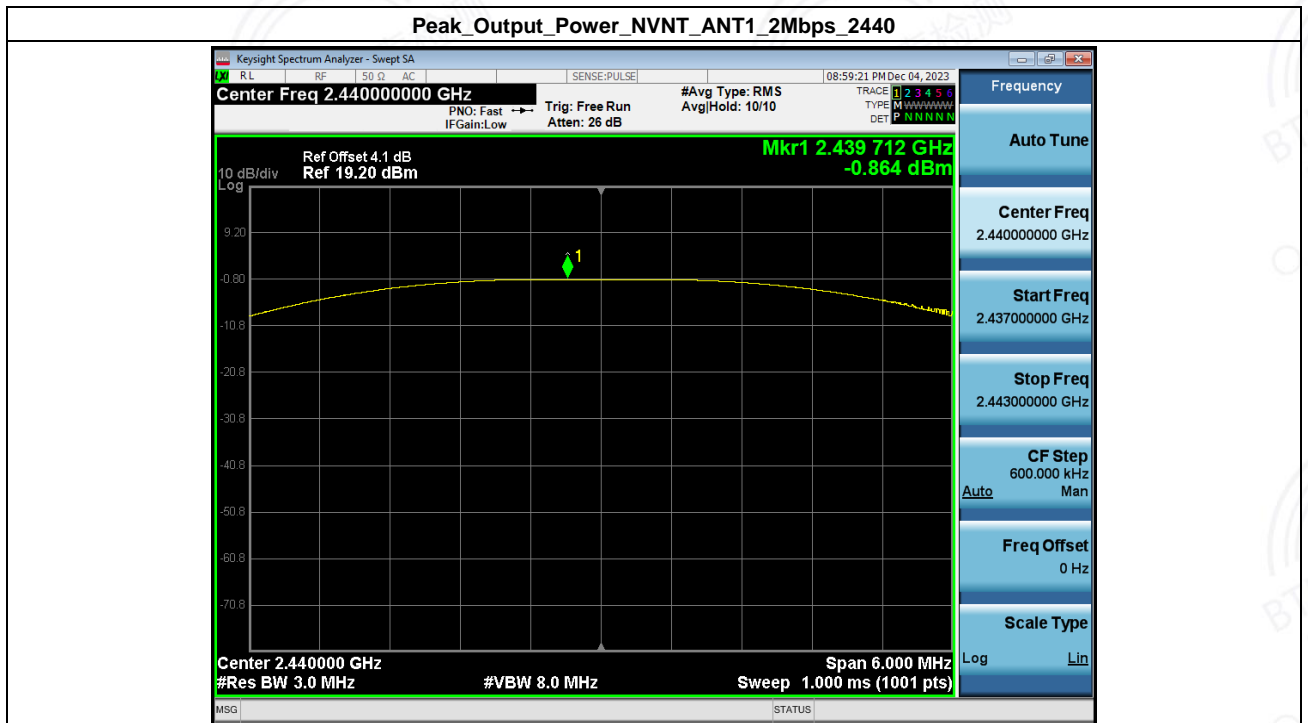 Peak_Output_Power_NVNT_ANT1_2Mbps_2440
Keysight Spectrum Analyzer - Swept SA
LXI RL RF 50 Ω AC SENSE:PULSE 08:59:21 PM Dec 04, 2023
Center Freq 2.440000000 GHz
PNO: Fast
IFGain:Low
Trig: Free Run
Atten: 26 dB
#Avg Type: RMS
Avg|Hold: 10/10
TRACE 1 2 3 4 5 6
TYPE M WWWWW
DET P N N N N N
Mkr1 2.439 712 GHz
-0.864 dBm
Ref Offset 4.1 dB
10 dB/div Ref 19.20 dBm
Log
9.20
-0.80
-10.8
-20.8
-30.8
-40.8
-50.8
-60.8
-70.8
1
Center 2.440000 GHz Span 6.000 MHz
#Res BW 3.0 MHz #VBW 8.0 MHz Sweep 1.000 ms (1001 pts)
MSG STATUS
Frequency
Auto Tune
Center Freq
2.440000000 GHz
Start Freq
2.437000000 GHz
Stop Freq
2.443000000 GHz
CF Step
600.000 kHz
Auto Man
Freq Offset
0 Hz
Scale Type
Log Lin